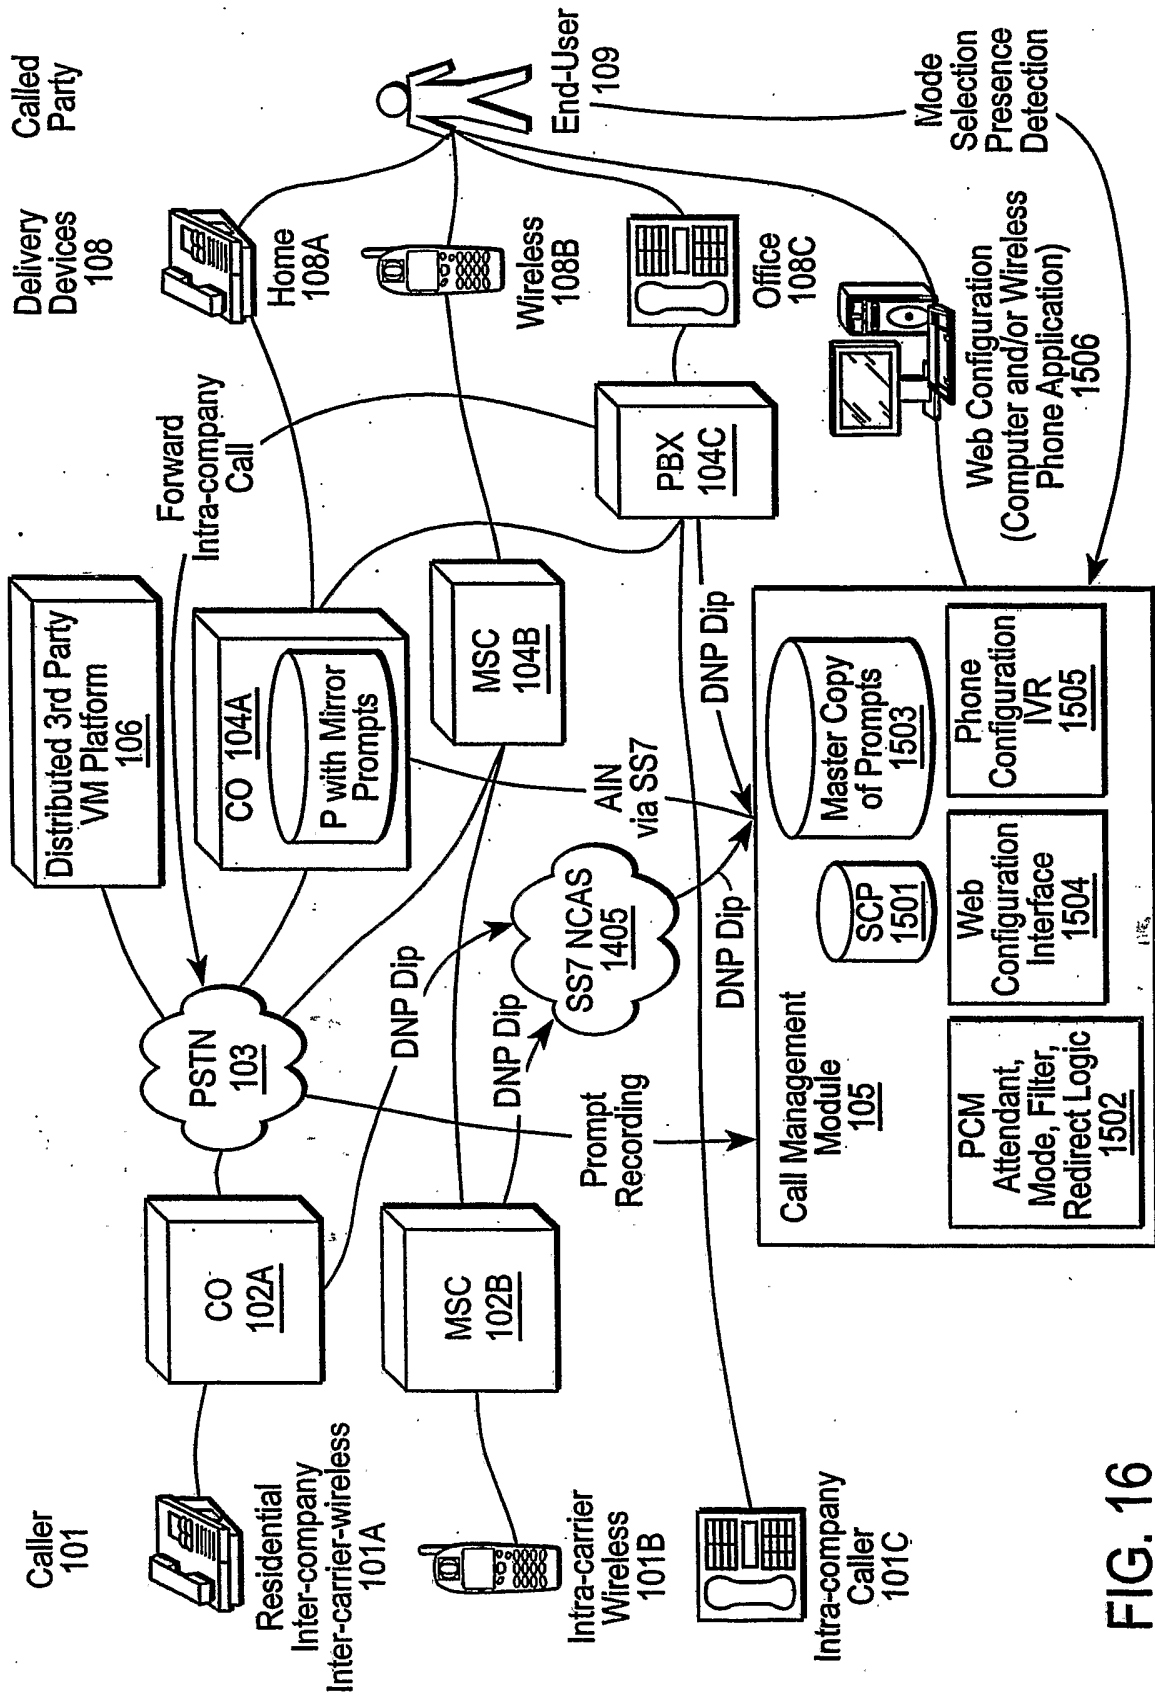 Caller
101
Residential
Inter-company
Inter-carrier-wireless
101A
Intra-carrier
Wireless
101B
Intra-company
Caller
101C
CO
102A
MSC
102B
PSTN
103
Distributed 3rd Party
VM Platform
106
CO 104A
P with Mirror
Prompts
MSC
104B
PBX
104C
Forward
Intra-company
Call
DNP Dip
DNP Dip
SS7 NCAS
1405
DNP Dip
AIN
via SS7
DNP Dip
Prompt
Recording
Delivery
Devices
108
Called
Party
Home
108A
Wireless
108B
Office
108C
End-User
109
Mode
Selection
Presence
Detection
Web Configuration
(Computer and/or Wireless
Phone Application)
1506
Call Management
Module
105
SCP
1501
Master Copy
of Prompts
1503
PCM
Attendant,
Mode, Filter,
Redirect Logic
1502
Web
Configuration
Interface
1504
Phone
Configuration
IVR
1505
FIG. 16